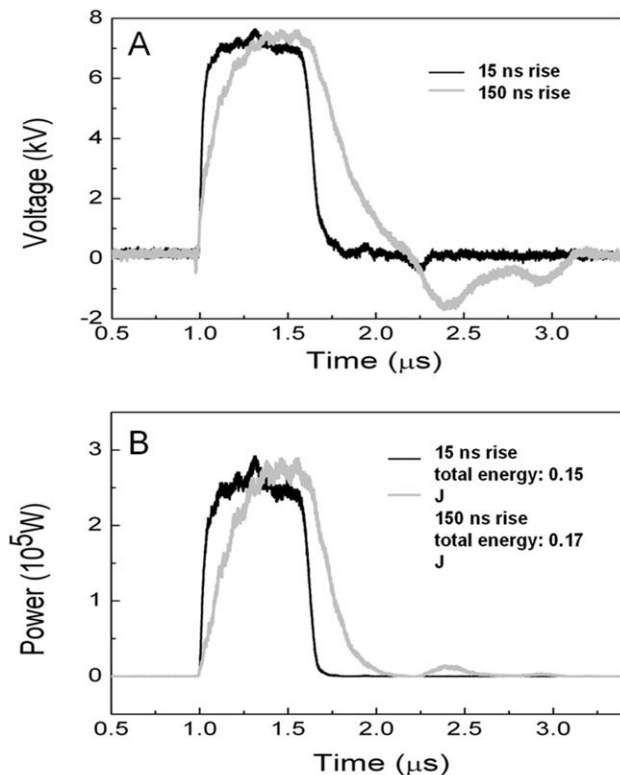 A
8
6
4
2
0
-2
Voltage (kV)
15 ns rise
150 ns rise
0.5 1.0 1.5 2.0 2.5 3.0
Time (μs)
B
3
2
1
0
Power (10⁵W)
15 ns rise
total energy: 0.15
J
150 ns rise
total energy: 0.17
J
0.5 1.0 1.5 2.0 2.5 3.0
Time (μs)